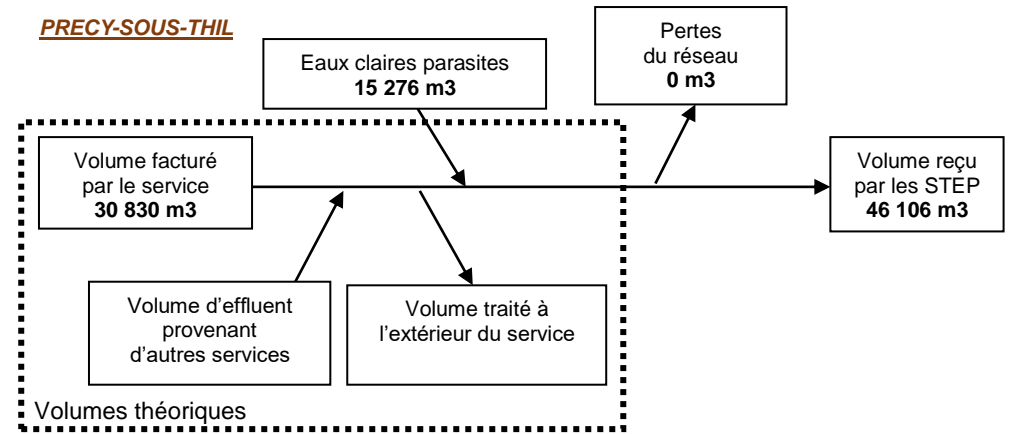 PRECY-SOUS-THIL
Eaux claires parasites
15 276 m3
Pertes
du réseau
0 m3
Volume facturé
par le service
30 830 m3
Volume reçu
par les STEP
46 106 m3
Volume d'effluent
provenant
d'autres services
Volume traité à
l'extérieur du service
Volumes théoriques